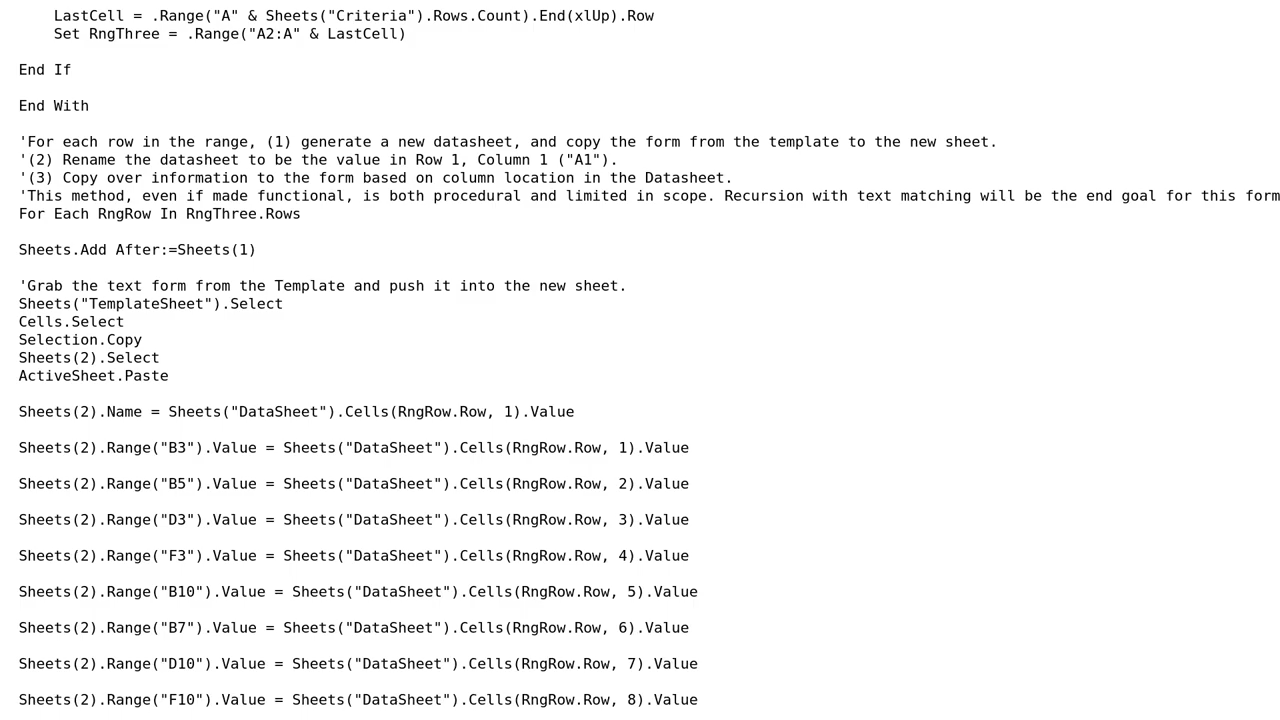 LastCell = .Range("A" & Sheets("Criteria").Rows.Count).End(xlUp).Row
Set RngThree = .Range("A2:A" & LastCell)
End If
End With
'For each row in the range, (1) generate a new datasheet, and copy the form from the template to the new sheet.
'(2) Rename the datasheet to be the value in Row 1, Column 1 ("A1").
'(3) Copy over information to the form based on column location in the Datasheet.
'This method, even if made functional, is both procedural and limited in scope. Recursion with text matching will be the end goal for this form
For Each RngRow In RngThree.Rows
Sheets.Add After:=Sheets(1)
'Grab the text form from the Template and push it into the new sheet.
Sheets("TemplateSheet").Select
Cells.Select
Selection.Copy
Sheets(2).Select
ActiveSheet.Paste
Sheets(2).Name = Sheets("DataSheet").Cells(RngRow.Row, 1).Value
Sheets(2).Range("B3").Value = Sheets("DataSheet").Cells(RngRow.Row, 1).Value
Sheets(2).Range("B5").Value = Sheets("DataSheet").Cells(RngRow.Row, 2).Value
Sheets(2).Range("D3").Value = Sheets("DataSheet").Cells(RngRow.Row, 3).Value
Sheets(2).Range("F3").Value = Sheets("DataSheet").Cells(RngRow.Row, 4).Value
Sheets(2).Range("B10").Value = Sheets("DataSheet").Cells(RngRow.Row, 5).Value
Sheets(2).Range("B7").Value = Sheets("DataSheet").Cells(RngRow.Row, 6).Value
Sheets(2).Range("D10").Value = Sheets("DataSheet").Cells(RngRow.Row, 7).Value
Sheets(2).Range("F10").Value = Sheets("DataSheet").Cells(RngRow.Row, 8).Value